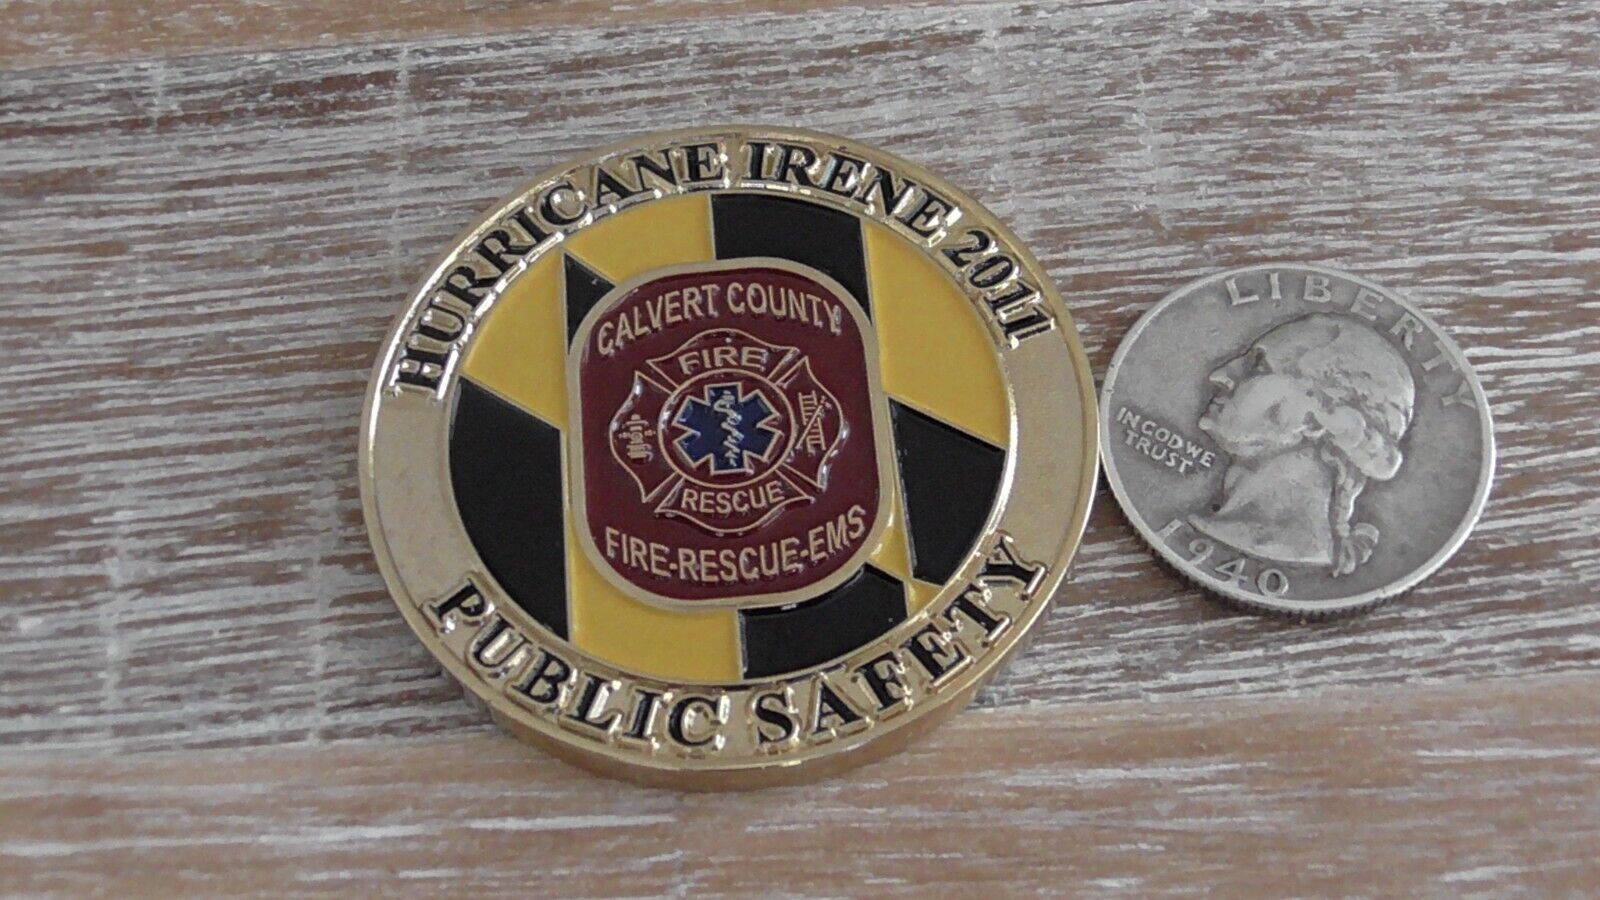 HURRICANE IRENE 2011
CALVERT COUNTY
FIRE
RESCUE
FIRE-RESCUE-EMS
PUBLIC SAFETY
LIBERTY
IN GOD WE
TRUST
1940